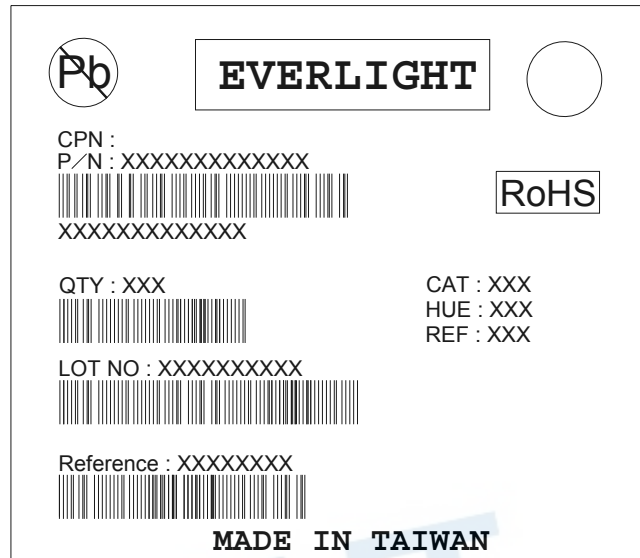 Pb
EVERLIGHT
CPN :
P/N : XXXXXXXXXXXXX
RoHS
XXXXXXXXXXXXX
QTY : XXX
CAT : XXX
HUE : XXX
REF : XXX
LOT NO : XXXXXXXXXX
Reference : XXXXXXXX
MADE IN TAIWAN